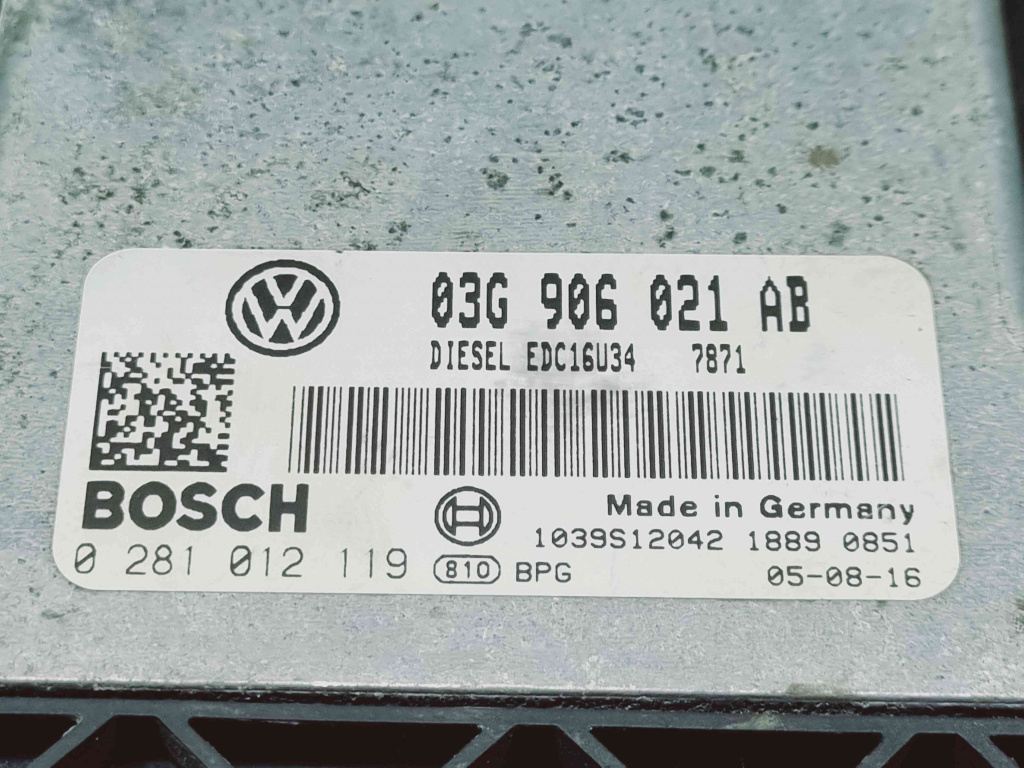 03G 906 021 AB
DIESEL EDC16U34 7871
BOSCH
Made in Germany
1039S12042 1889 0851
0 281 012 119 810 BPG 05-08-16